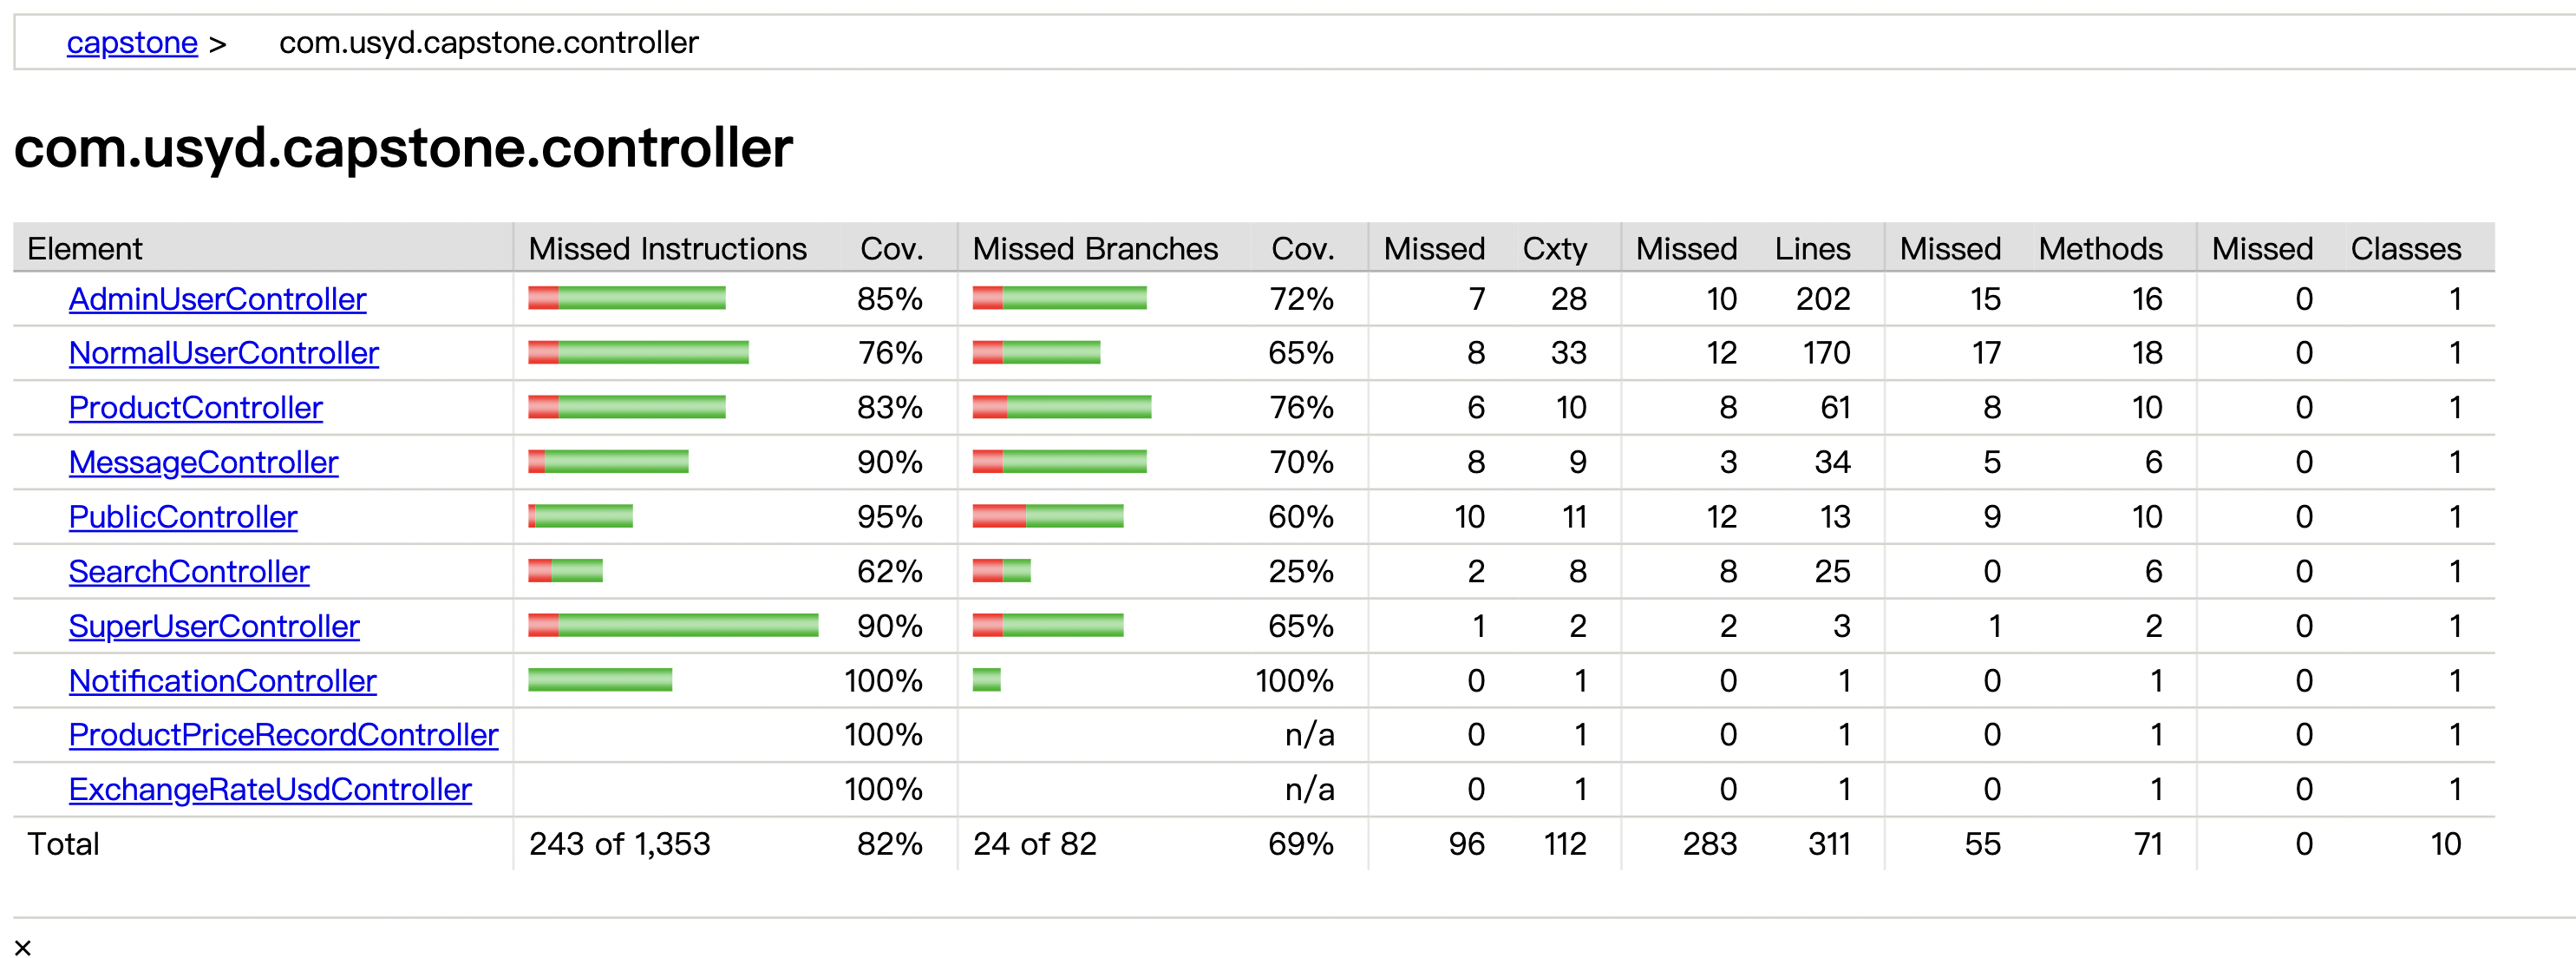 capstone > com.usyd.capstone.controller
com.usyd.capstone.controller
Element Missed Instructions Cov. Missed Branches Cov. Missed Cxty Missed Lines Missed Methods Missed Classes
AdminUserController 85% 72% 7 28 10 202 15 16 0 1
NormalUserController 76% 65% 8 33 12 170 17 18 0 1
ProductController 83% 76% 6 10 8 61 8 10 0 1
MessageController 90% 70% 8 9 3 34 5 6 0 1
PublicController 95% 60% 10 11 12 13 9 10 0 1
SearchController 62% 25% 2 8 8 25 0 6 0 1
SuperUserController 90% 65% 1 2 2 3 1 2 0 1
NotificationController 100% 100% 0 1 0 1 0 1 0 1
ProductPriceRecordController 100% n/a 0 1 0 1 0 1 0 1
ExchangeRateUsdController 100% n/a 0 1 0 1 0 1 0 1
Total 243 of 1,353 82% 24 of 82 69% 96 112 283 311 55 71 0 10
×